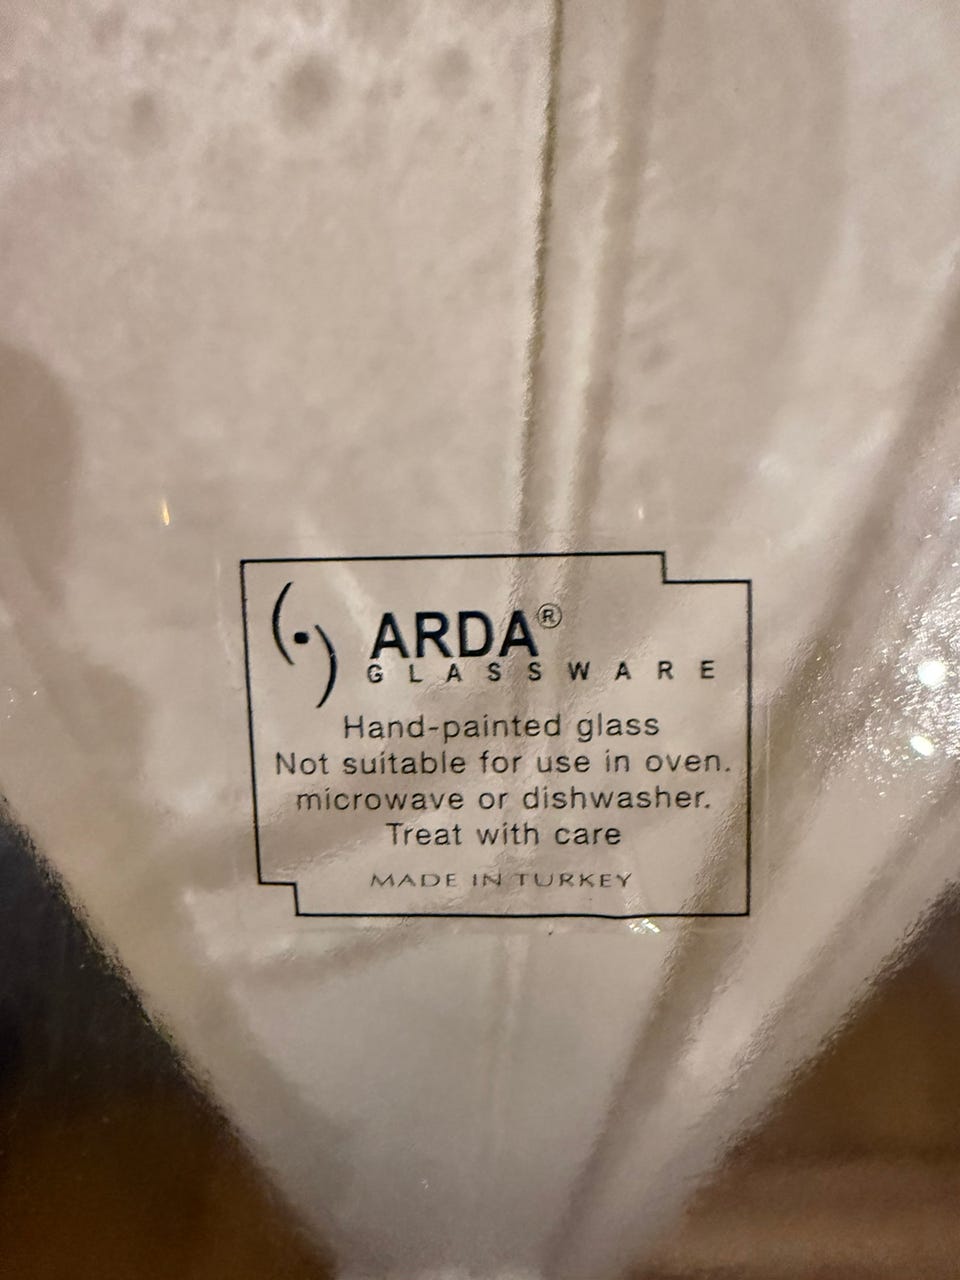 ARDA®
GLASSWARE
Hand-painted glass
Not suitable for use in oven.
microwave or dishwasher.
Treat with care
MADE IN TURKEY